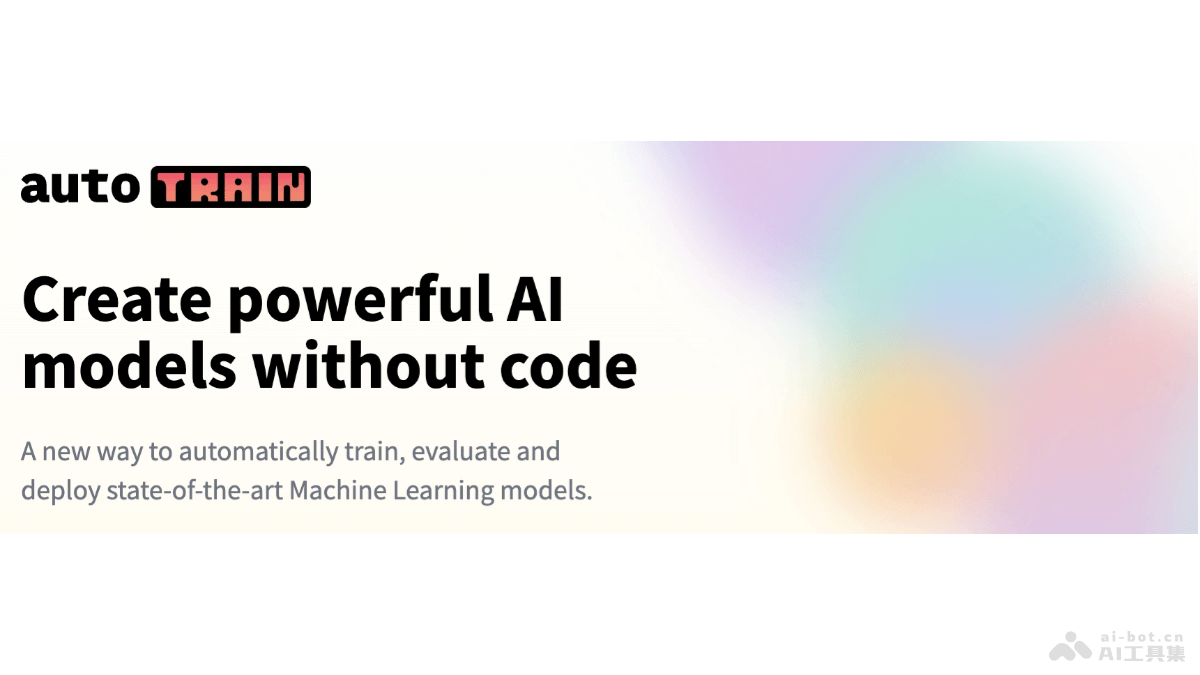 auto TRAIN
Create powerful AI
models without code
A new way to automatically train, evaluate and
deploy state-of-the-art Machine Learning models.
ai-bot.cn
AI工具集